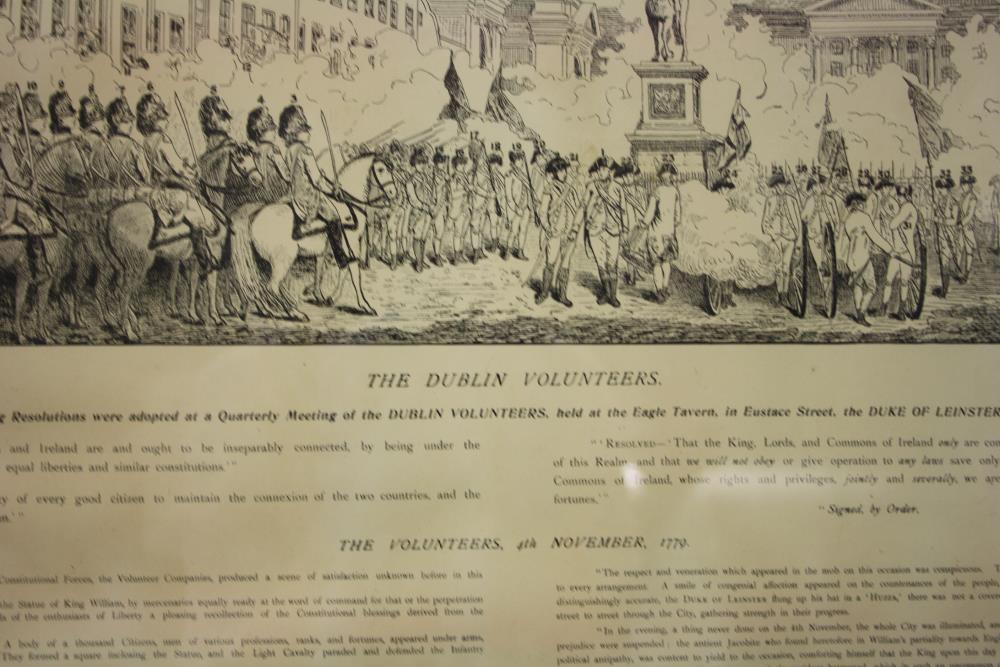 THE DUBLIN VOLUNTEERS.
Resolutions were adopted at a Quarterly Meeting of the DUBLIN VOLUNTEERS, held at the Eagle Tavern, in Eustace Street, the DUKE OF LEINSTER
and Ireland are and ought to be inseparably connected, by being under the
equal liberties and similar constitutions.'"
of every good citizen to maintain the connexion of the two countries, and the
"'RESOLVED—'That the King, Lords, and Commons of Ireland only are
of this Realm and that we will not obey or give operation to any laws save only
Commons of Ireland, whose rights and privileges, jointly and severally, we are
fortunes.'"
"Signed, by Order,
THE VOLUNTEERS, 4th NOVEMBER, 1779.
Constitutional Forces, the Volunteer Companies, produced a scene of satisfaction unknown before in this
the Statue of King William, by mercenaries equally ready at the word of command for that or the perpetration
of the enthusiasts of Liberty a pleasing recollection of the Constitutional blessings derived from the
A body of a thousand Citizens, men of various professions, ranks, and fortunes, appeared under arms,
They formed a square inclosing the Statue, and the Light Cavalry paraded and defended the Infantry
"The respect and veneration which appeared in the mob on this occasion was conspicuous.
to every arrangement. A smile of congenial affection appeared on the countenances of the people,
distinguishingly accurate, the DUKE OF LEINSTER flung up his hat in a 'HUZZA,' there was not a
street to street through the City, gathering strength in their progress.
"In the evening, a thing never done on the 4th November, the whole City was illuminated,
prejudice were suspended; the antient Jacobite who found heretofore in William's partiality towards
political antipathy, was content to yield to the occasion, comforting himself that the King upon this day